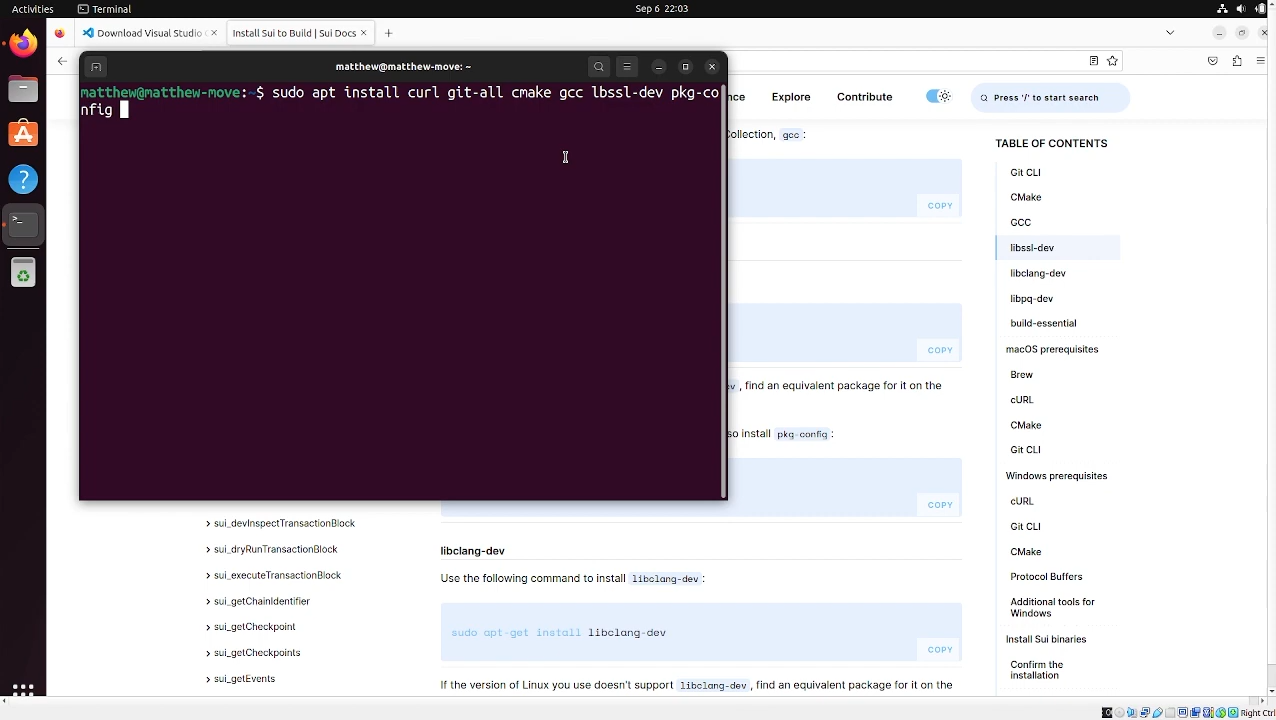 Activities
Terminal
Sep 6 22:03
Download Visual Studio C
Install Sui to Build | Sui Docs
matthew@matthew-move: ~
matthew@matthew-move:~$ sudo apt install curl git-all cmake gcc lbssl-dev pkg-co
nfig
nce
Explore
Contribute
Press '/' to start search
Collection, gcc:
COPY
COPY
ev, find an equivalent package for it on the
so install pkg-config:
COPY
sui_devInspectTransactionBlock
sui_dryRunTransactionBlock
sui_executeTransactionBlock
sui_getChainIdentifier
sui_getCheckpoint
sui_getCheckpoints
sui_getEvents
libclang-dev
Use the following command to install libclang-dev:
sudo apt-get install libclang-dev
COPY
If the version of Linux you use doesn't support libclang-dev, find an equivalent package for it on the
TABLE OF CONTENTS
Git CLI
CMake
GCC
libssl-dev
libclang-dev
libpq-dev
build-essential
macOS prerequisites
Brew
cURL
CMake
Git CLI
Windows prerequisites
cURL
Git CLI
CMake
Protocol Buffers
Additional tools for
Windows
Install Sui binaries
Confirm the
installation
Right Ctrl